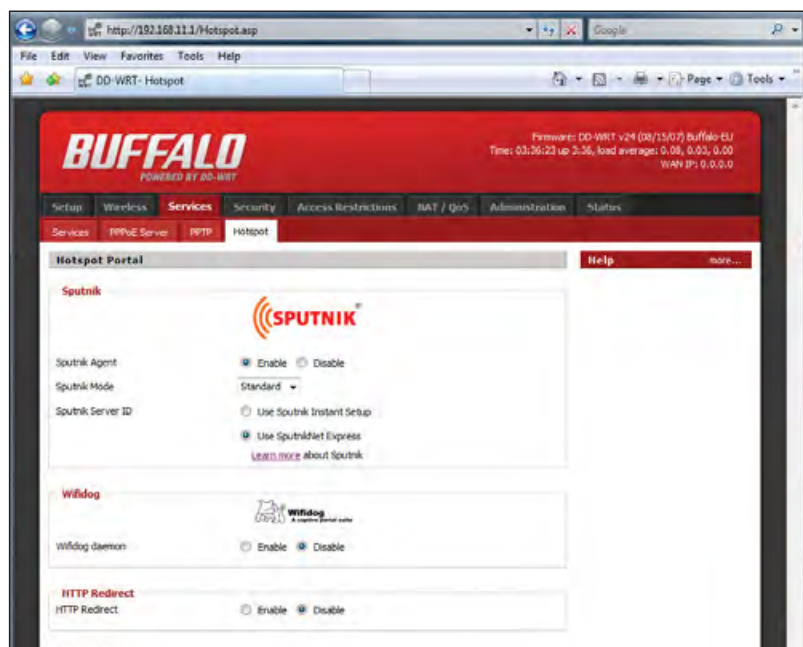 http://192.168.11.1/Hotspot.asp
Google
File Edit View Favorites Tools Help
DD-WRT- Hotspot
Page Tools
BUFFALO
POWERED BY DD-WRT
Firmware: DD-WRT v24 (08/15/07) Buffalo-EU
Time: 03:36:23 up 3:36, load average: 0.08, 0.03, 0.00
WAN IP: 0.0.0.0
Setup Wireless Services Security Access Restrictions NAT / QoS Administration Status
Services PPPoE Server PPTP Hotspot
Hotspot Portal
Help more...
Sputnik
((SPUTNIK®
Sputnik Agent Enable Disable
Sputnik Mode Standard
Sputnik Server ID Use Sputnik Instant Setup
Use SputnikNet Express
Learn more about Sputnik
Wifidog
Wifidog
A captive portal suite
Wifidog daemon Enable Disable
HTTP Redirect
HTTP Redirect Enable Disable